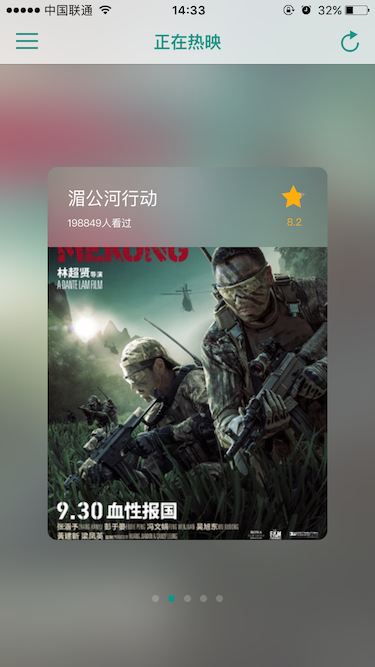 中国联通
14:33
32%
正在热映
湄公河行动
198849人看过
8.2
MEKONG
林超贤导演
A DANTE LAM FILM
9.30 血性报国
张涵予 彭于晏 冯文娟 吴旭东
黄建新 梁凤英